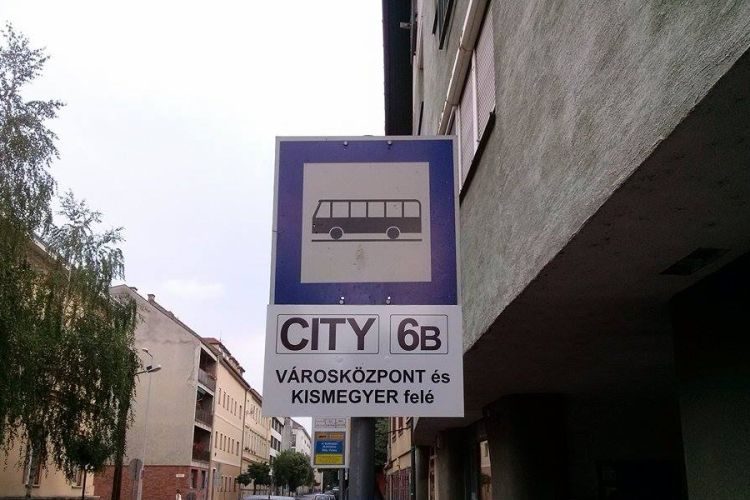 CITY 6B
VÁROSKÖZPONT és
KISMEGYER felé